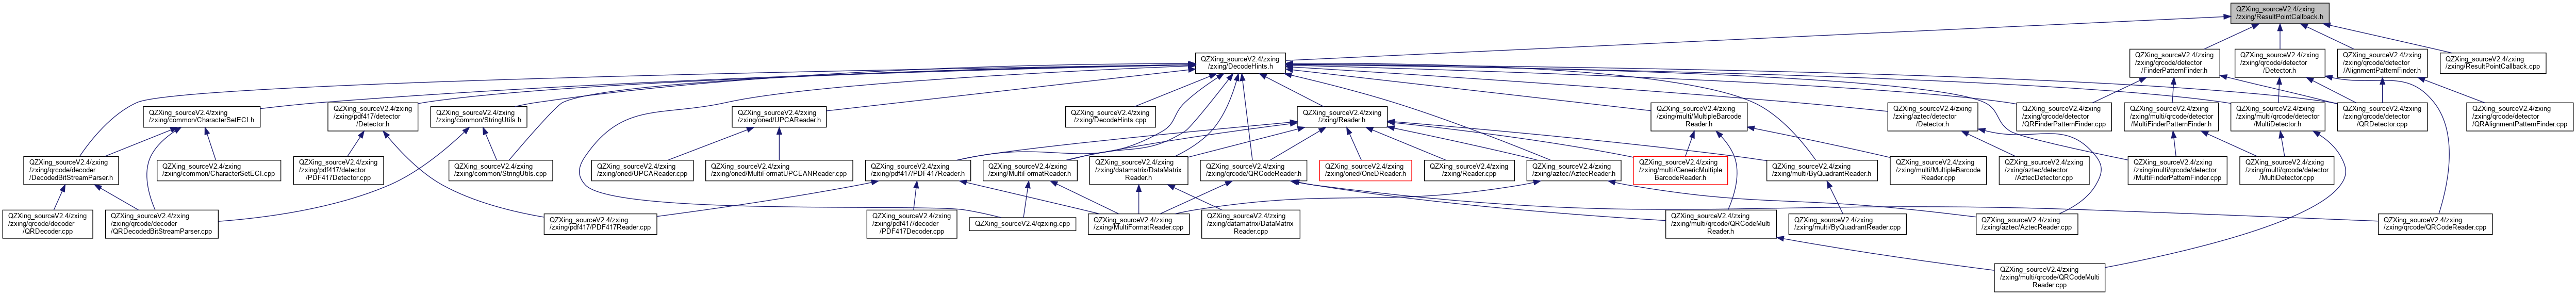 QZXing_sourceV2.4/zxing
/zxing/ResultPointCallback.h
QZXing_sourceV2.4/zxing
/zxing/DecodeHints.h
QZXing_sourceV2.4/zxing
/zxing/qrcode/detector
/FinderPatternFinder.h
QZXing_sourceV2.4/zxing
/zxing/qrcode/detector
/Detector.h
QZXing_sourceV2.4/zxing
/zxing/qrcode/detector
/AlignmentPatternFinder.h
QZXing_sourceV2.4/zxing
/zxing/ResultPointCallback.cpp
QZXing_sourceV2.4/zxing
/zxing/common/CharacterSetECI.h
QZXing_sourceV2.4/zxing
/zxing/pdf417/detector
/Detector.h
QZXing_sourceV2.4/zxing
/zxing/common/StringUtils.h
QZXing_sourceV2.4/zxing
/zxing/oned/UPCAReader.h
QZXing_sourceV2.4/zxing
/zxing/DecodeHints.cpp
QZXing_sourceV2.4/zxing
/zxing/Reader.h
QZXing_sourceV2.4/zxing
/zxing/multi/MultipleBarcode
Reader.h
QZXing_sourceV2.4/zxing
/zxing/aztec/detector
/Detector.h
QZXing_sourceV2.4/zxing
/zxing/qrcode/detector
/QRFinderPatternFinder.cpp
QZXing_sourceV2.4/zxing
/zxing/multi/qrcode/detector
/MultiFinderPatternFinder.h
QZXing_sourceV2.4/zxing
/zxing/multi/qrcode/detector
/MultiDetector.h
QZXing_sourceV2.4/zxing
/zxing/qrcode/detector
/QRDetector.cpp
QZXing_sourceV2.4/zxing
/zxing/qrcode/detector
/QRAlignmentPatternFinder.cpp
QZXing_sourceV2.4/zxing
/zxing/qrcode/decoder
/DecodedBitStreamParser.h
QZXing_sourceV2.4/zxing
/zxing/common/CharacterSetECI.cpp
QZXing_sourceV2.4/zxing
/zxing/pdf417/detector
/PDF417Detector.cpp
QZXing_sourceV2.4/zxing
/zxing/common/StringUtils.cpp
QZXing_sourceV2.4/zxing
/zxing/oned/UPCAReader.cpp
QZXing_sourceV2.4/zxing
/zxing/oned/MultiFormatUPCEANReader.cpp
QZXing_sourceV2.4/zxing
/zxing/pdf417/PDF417Reader.h
QZXing_sourceV2.4/zxing
/zxing/MultiFormatReader.h
QZXing_sourceV2.4/zxing
/zxing/datamatrix/DataMatrix
Reader.h
QZXing_sourceV2.4/zxing
/zxing/qrcode/QRCodeReader.h
QZXing_sourceV2.4/zxing
/zxing/oned/OneDReader.h
QZXing_sourceV2.4/zxing
/zxing/Reader.cpp
QZXing_sourceV2.4/zxing
/zxing/aztec/AztecReader.h
QZXing_sourceV2.4/zxing
/zxing/multi/GenericMultiple
BarcodeReader.h
QZXing_sourceV2.4/zxing
/zxing/multi/ByQuadrantReader.h
QZXing_sourceV2.4/zxing
/zxing/multi/MultipleBarcode
Reader.cpp
QZXing_sourceV2.4/zxing
/zxing/aztec/detector
/AztecDetector.cpp
QZXing_sourceV2.4/zxing
/zxing/multi/qrcode/detector
/MultiFinderPatternFinder.cpp
QZXing_sourceV2.4/zxing
/zxing/multi/qrcode/detector
/MultiDetector.cpp
QZXing_sourceV2.4/zxing
/zxing/qrcode/decoder
/QRDecoder.cpp
QZXing_sourceV2.4/zxing
/zxing/qrcode/decoder
/QRDecodedBitStreamParser.cpp
QZXing_sourceV2.4/zxing
/zxing/pdf417/PDF417Reader.cpp
QZXing_sourceV2.4/zxing
/zxing/pdf417/decoder
/PDF417Decoder.cpp
QZXing_sourceV2.4/qzxing.cpp
QZXing_sourceV2.4/zxing
/zxing/MultiFormatReader.cpp
QZXing_sourceV2.4/zxing
/zxing/datamatrix/DataMatrix
Reader.cpp
QZXing_sourceV2.4/zxing
/zxing/multi/qrcode/QRCodeMulti
Reader.h
QZXing_sourceV2.4/zxing
/zxing/multi/ByQuadrantReader.cpp
QZXing_sourceV2.4/zxing
/zxing/aztec/AztecReader.cpp
QZXing_sourceV2.4/zxing
/zxing/qrcode/QRCodeReader.cpp
QZXing_sourceV2.4/zxing
/zxing/multi/qrcode/QRCodeMulti
Reader.cpp